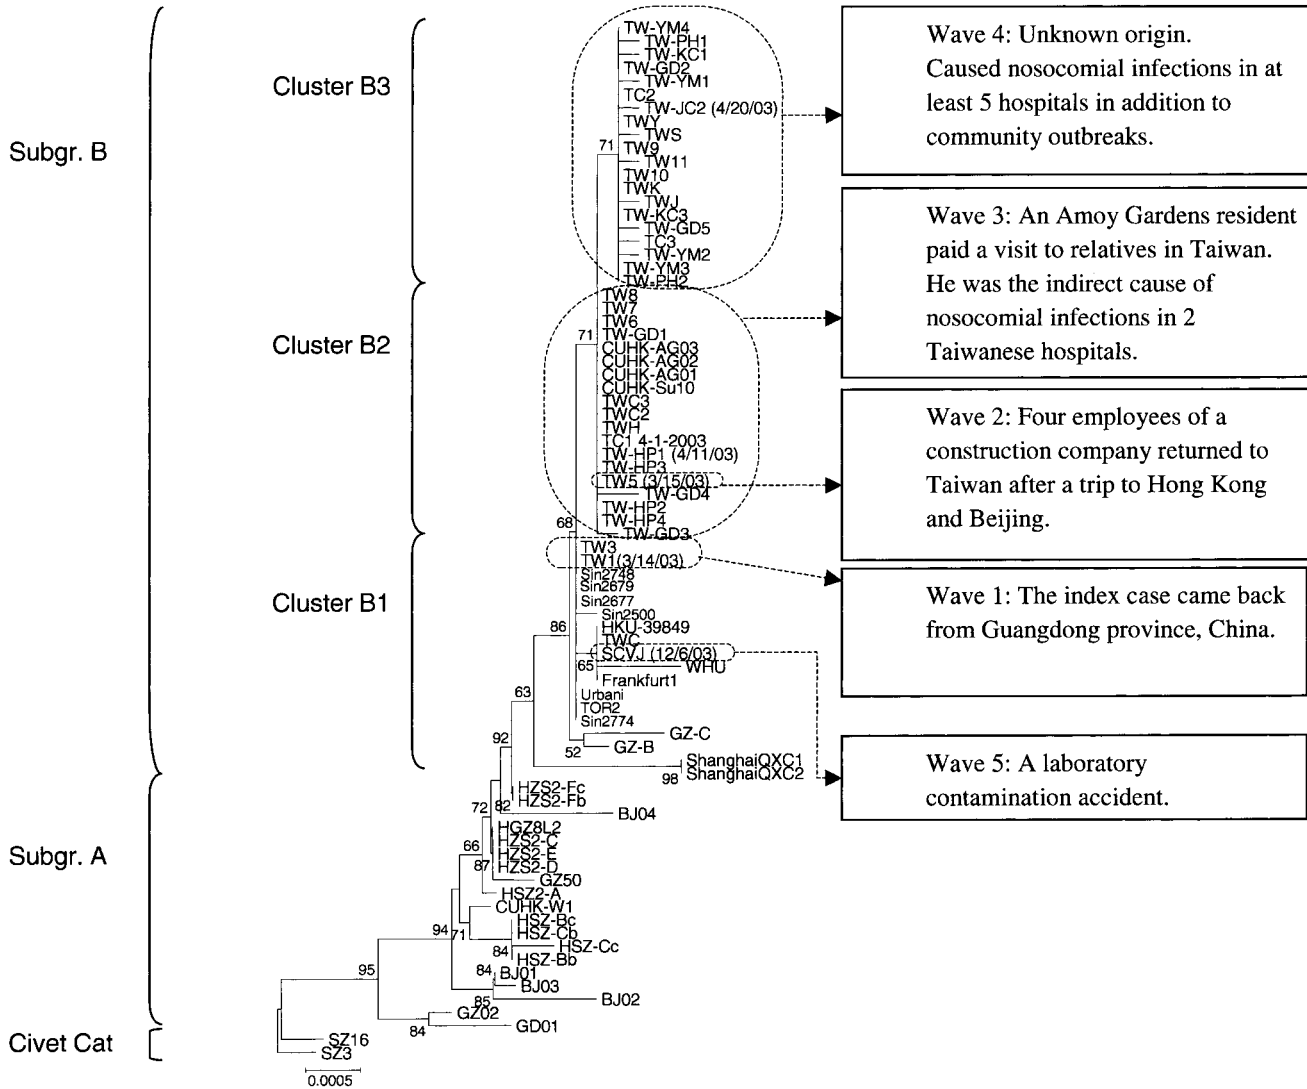 Subgr. B
Subgr. A
Civet Cat
Cluster B3
Cluster B2
Cluster B1
TW-YM4
TW-PH1
TW-KC1
TW-GD2
TW-YM1
TC2
TW-JC2 (4/20/03)
TWY
TWS
TW9
TW11
TW10
TWK
TWJ
TW-KC3
TW-GD5
TC3
TW-YM2
TW-YM3
TW-PH2
TW8
TW7
TW6
TW-GD1
CUHK-AG03
CUHK-AG02
CUHK-AG01
CUHK-Su10
TWC3
TWC2
TWH
TC1 4-1-2003
TW-HP1 (4/11/03)
TW-HP3
TW5 (3/15/03)
TW-GD4
TW-HP2
TW-HP4
TW-GD3
TW3
TW1(3/14/03)
Sin2748
Sin2679
Sin2677
Sin2500
HKU-39849
TWC
SCVJ (12/6/03)
WHU
Frankfurt1
Urbani
TOR2
Sin2774
GZ-C
GZ-B
ShanghaiQXC1
ShanghaiQXC2
HZS2-Fc
HZS2-Fb
BJ04
HGZ8L2
HZS2-C
HZS2-E
HZS2-D
GZ50
HSZ2-A
CUHK-W1
HSZ-Bc
HSZ-Cb
HSZ-Cc
HSZ-Bb
BJ01
BJ03
BJ02
GZ02
GD01
SZ16
SZ3
71
71
68
86
65
63
52
98
92
82
72
66
87
94
71
84
84
85
95
84
0.0005
Wave 4: Unknown origin.
Caused nosocomial infections in at
least 5 hospitals in addition to
community outbreaks.
Wave 3: An Amoy Gardens resident
paid a visit to relatives in Taiwan.
He was the indirect cause of
nosocomial infections in 2
Taiwanese hospitals.
Wave 2: Four employees of a
construction company returned to
Taiwan after a trip to Hong Kong
and Beijing.
Wave 1: The index case came back
from Guangdong province, China.
Wave 5: A laboratory
contamination accident.